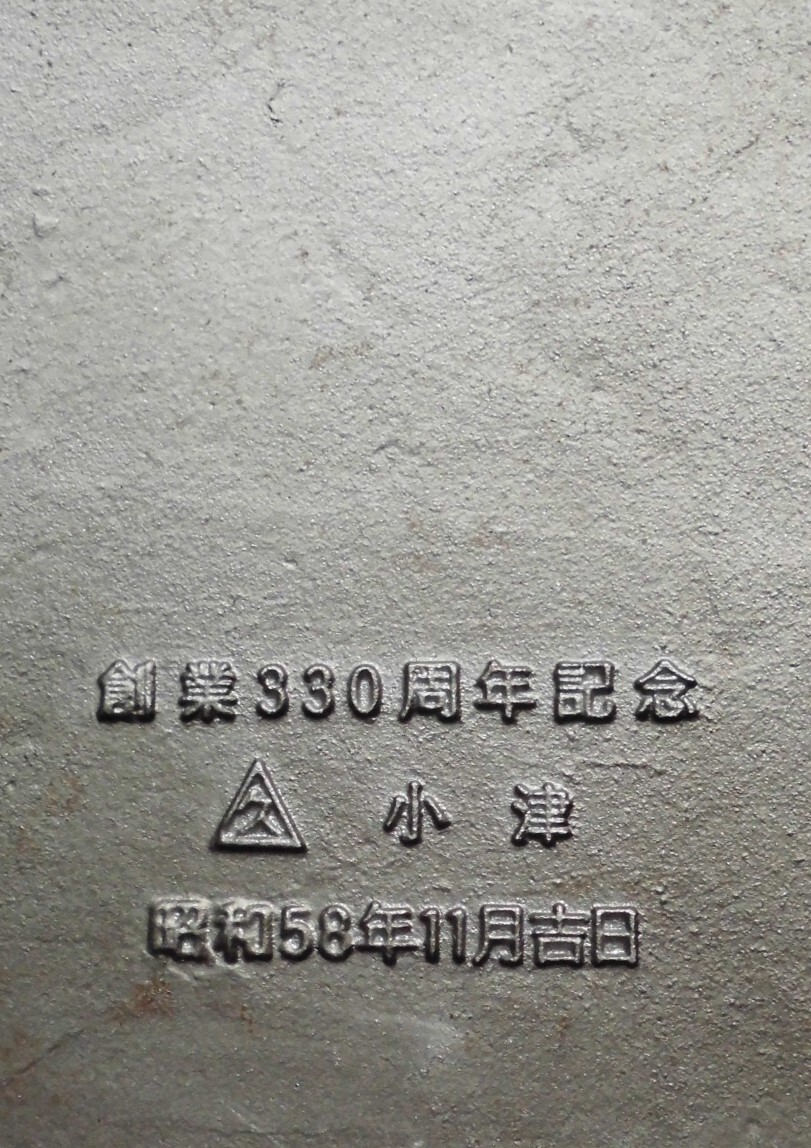 創業330周年記念
久 小津
昭和58年11月吉日